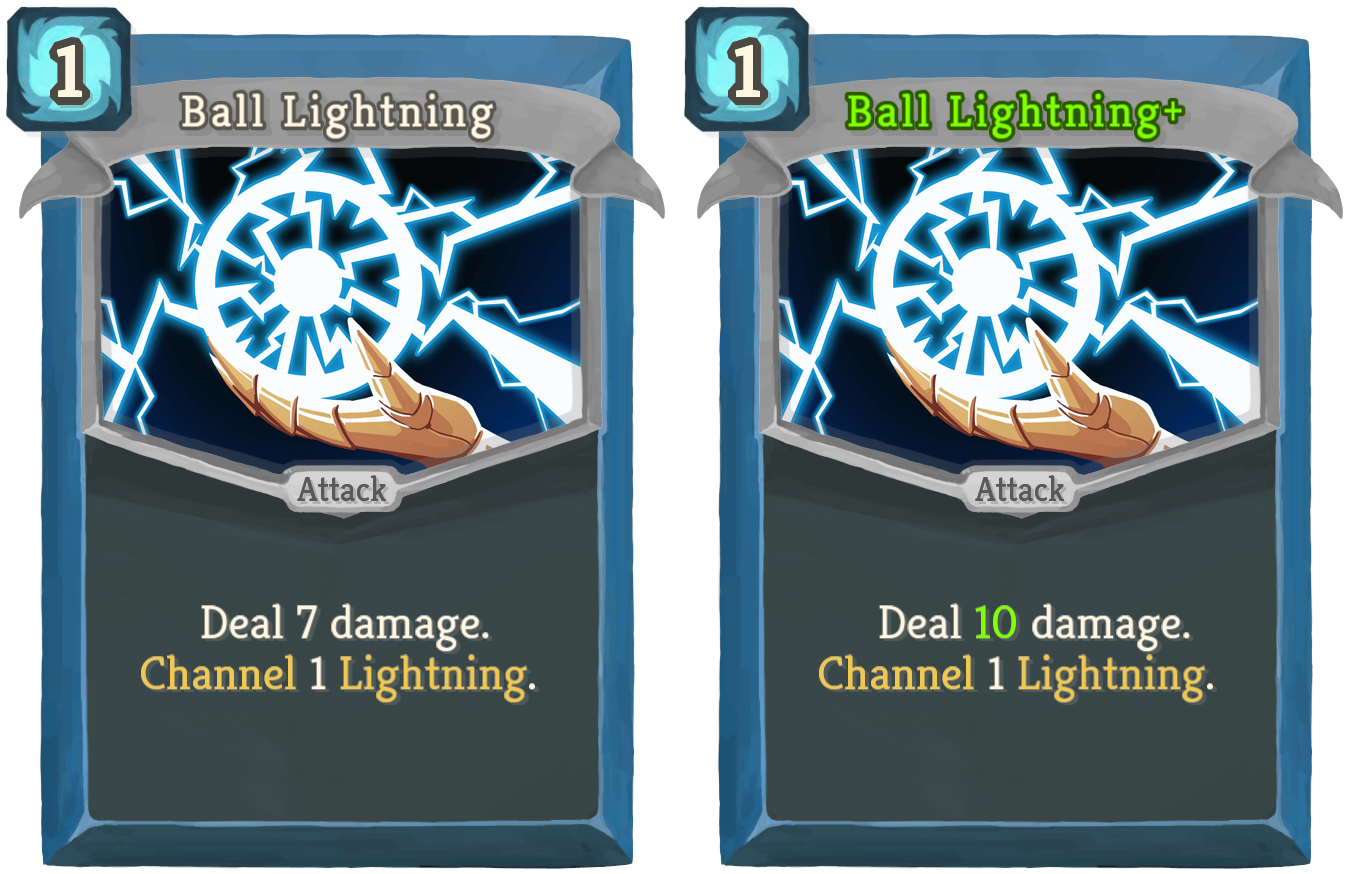 1
Ball Lightning
Attack
Deal 7 damage.
Channel 1 Lightning.
1
Ball Lightning+
Attack
Deal 10 damage.
Channel 1 Lightning.